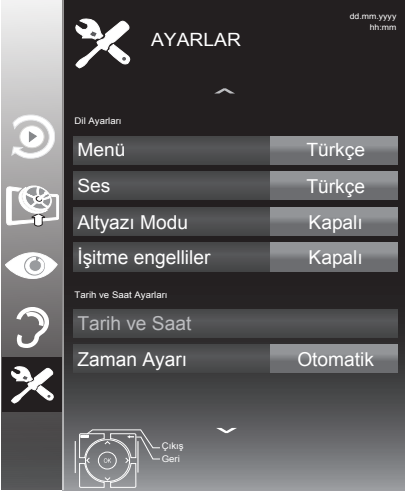 dd.mm.yyyy
hh:mm
AYARLAR
Dil Ayarları
Menü Türkçe
Ses Türkçe
Altyazı Modu Kapalı
İşitme engelliler Kapalı
Tarih ve Saat Ayarları
Tarih ve Saat
Zaman Ayarı Otomatik
Çıkış
Geri
OK